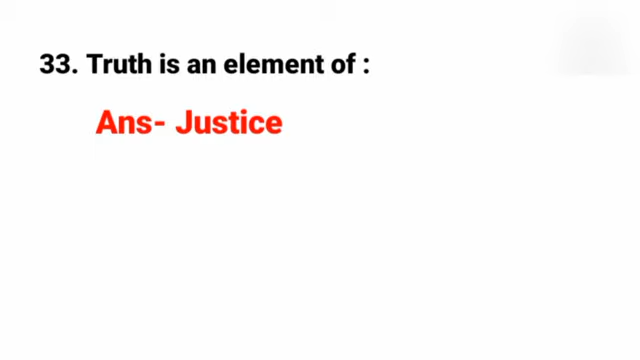 33. Truth is an element of :
Ans- Justice